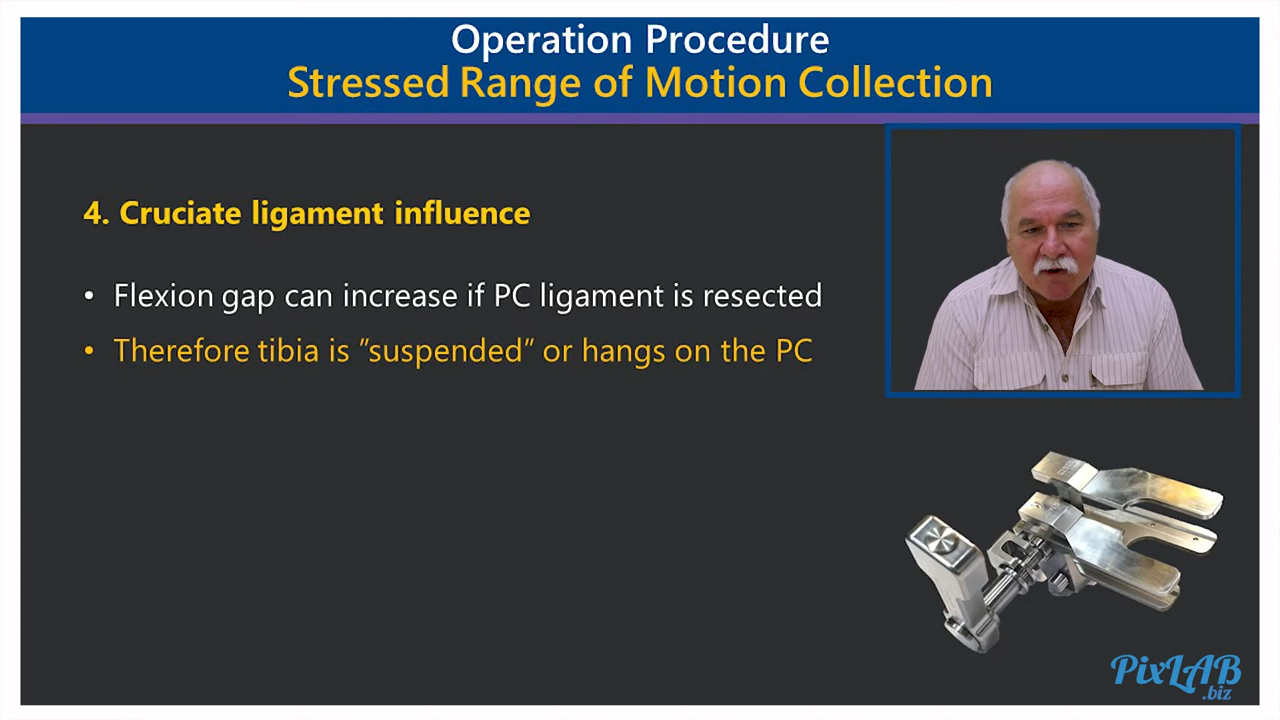 Operation Procedure
Stressed Range of Motion Collection
4. Cruciate ligament influence
• Flexion gap can increase if PC ligament is resected
• Therefore tibia is “suspended” or hangs on the PC
PixLAB
.biz